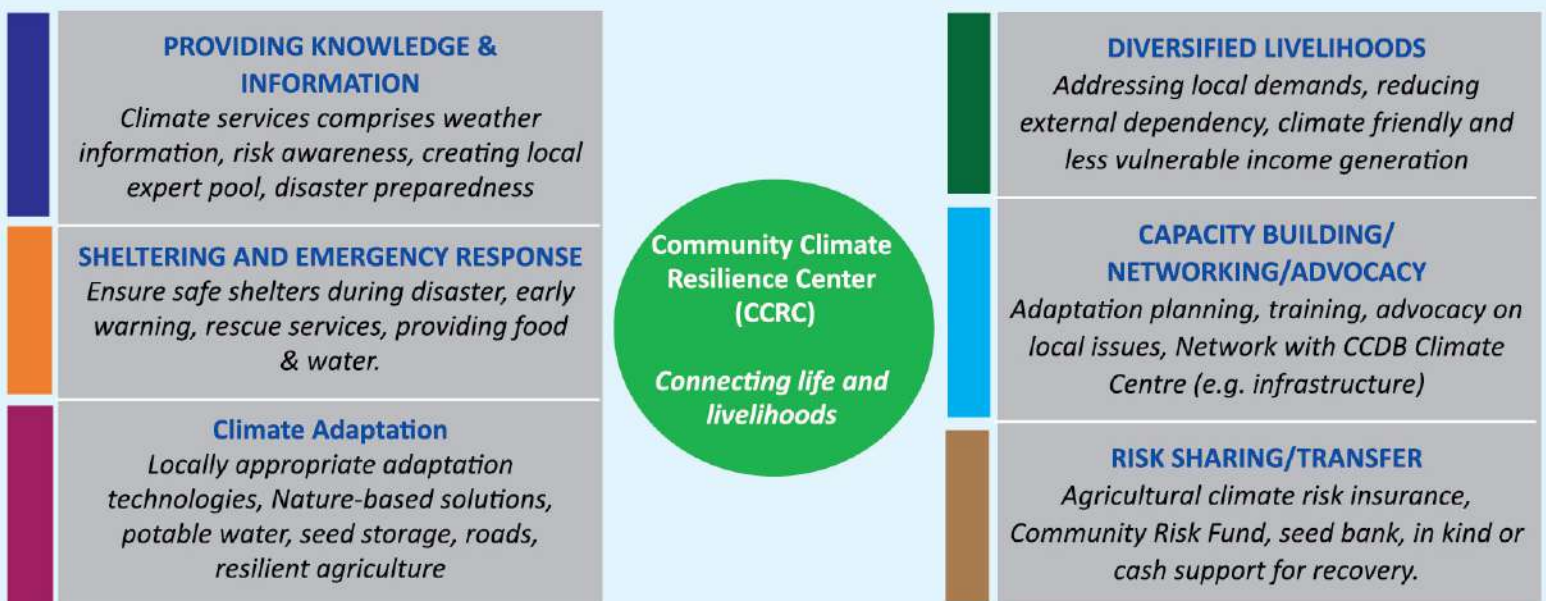 PROVIDING KNOWLEDGE &
INFORMATION
Climate services comprises weather
information, risk awareness, creating local
expert pool, disaster preparedness
SHELTERING AND EMERGENCY RESPONSE
Ensure safe shelters during disaster, early
warning, rescue services, providing food
& water.
Climate Adaptation
Locally appropriate adaptation
technologies, Nature-based solutions,
potable water, seed storage, roads,
resilient agriculture
Community Climate
Resilience Center
(CCRC)
Connecting life and
livelihoods
DIVERSIFIED LIVELIHOODS
Addressing local demands, reducing
external dependency, climate friendly and
less vulnerable income generation
CAPACITY BUILDING/
NETWORKING/ADVOCACY
Adaptation planning, training, advocacy on
local issues, Network with CCDB Climate
Centre (e.g. infrastructure)
RISK SHARING/TRANSFER
Agricultural climate risk insurance,
Community Risk Fund, seed bank, in kind or
cash support for recovery.